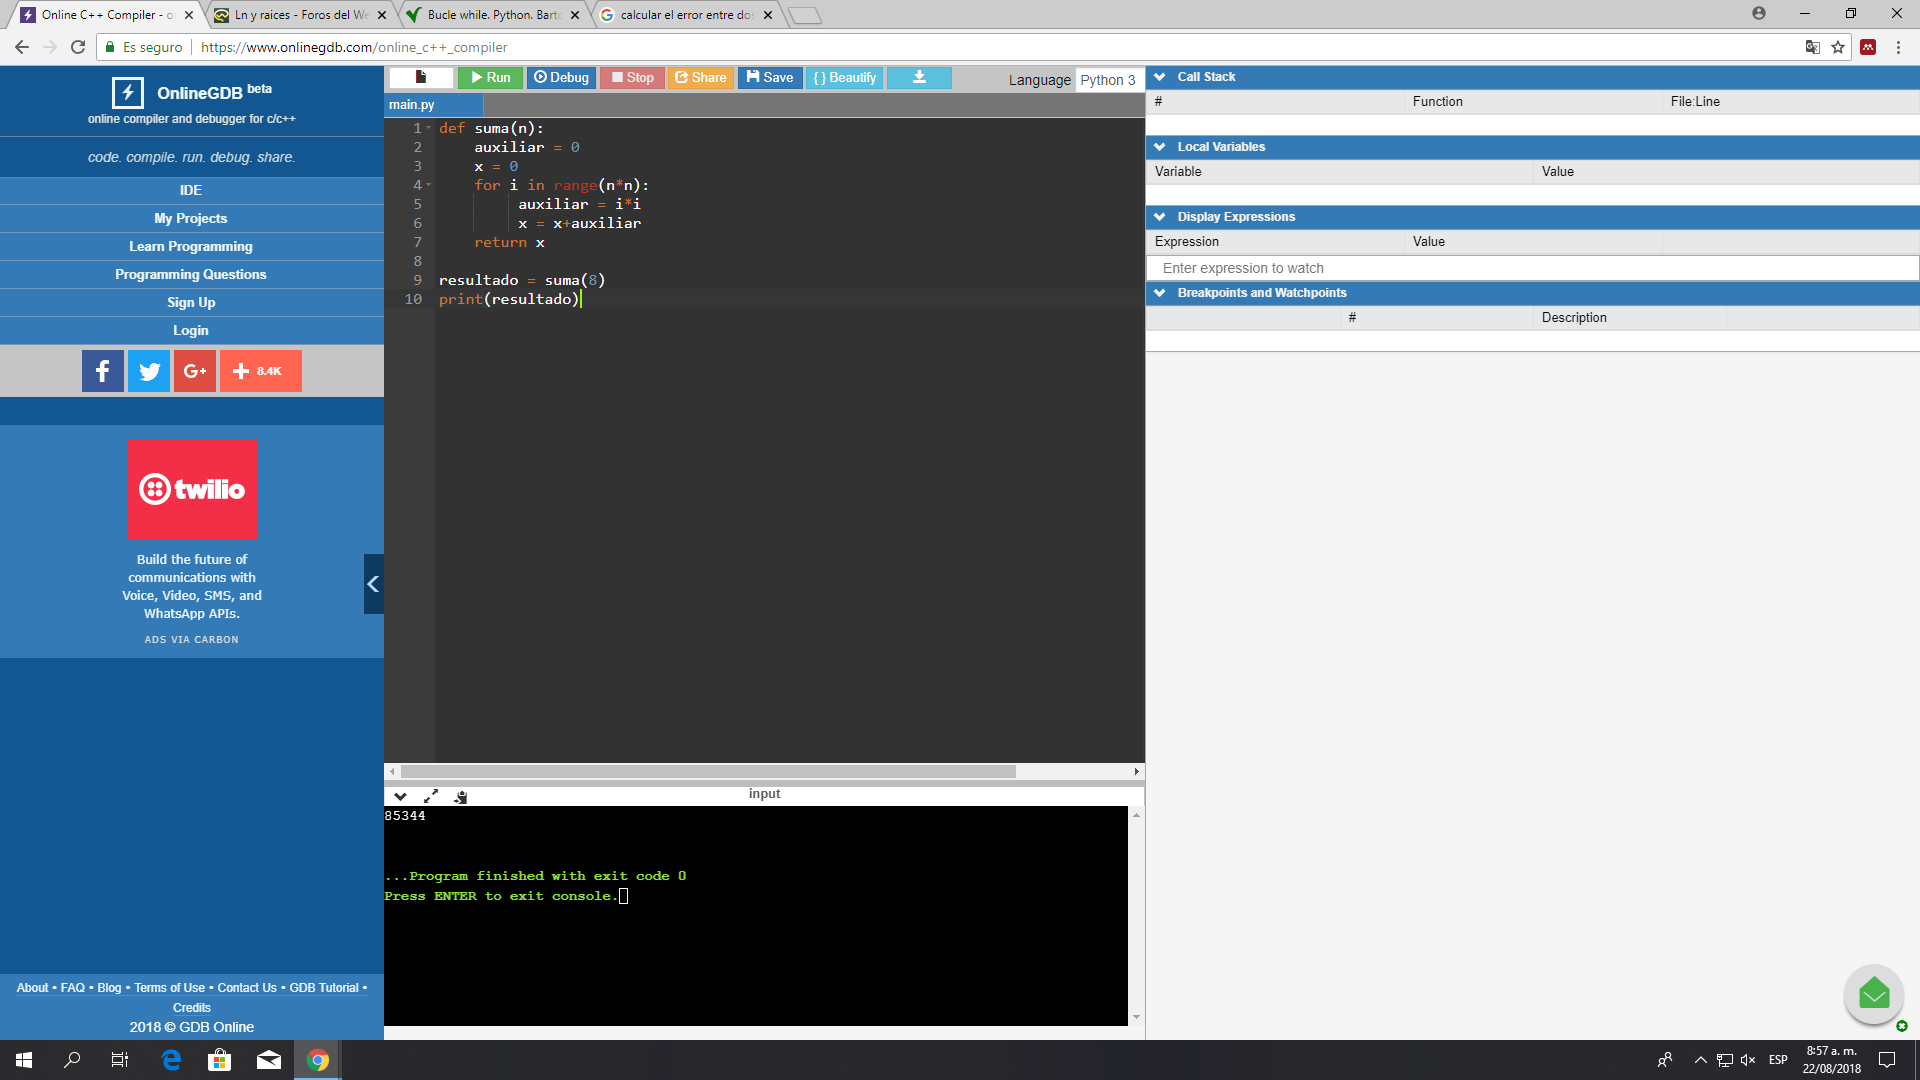 Online C++ Compiler - o
Ln y raices - Foros del We
Bucle while. Python. Barto
calcular el error entre dos
Es seguro
https://www.onlinegdb.com/online_c++_compiler
OnlineGDB beta
online compiler and debugger for c/c++
code. compile. run. debug. share.
IDE
My Projects
Learn Programming
Programming Questions
Sign Up
Login
f
G+
8.4K
twilio
Build the future of
communications with
Voice, Video, SMS, and
WhatsApp APIs.
ADS VIA CARBON
About • FAQ • Blog • Terms of Use • Contact Us • GDB Tutorial •
Credits
2018 © GDB Online
Run Debug Stop Share Save { } Beautify
Language Python 3
main.py
1 def suma(n):
2 auxiliar = 0
3 x = 0
4 for i in range(n*n):
5 auxiliar = i*i
6 x = x+auxiliar
7 return x
8
9 resultado = suma(8)
10 print(resultado)
input
85344
...Program finished with exit code 0
Press ENTER to exit console.
Call Stack
# Function File:Line
Local Variables
Variable Value
Display Expressions
Expression Value
Enter expression to watch
Breakpoints and Watchpoints
# Description
ESP
8:57 a. m.
22/08/2018